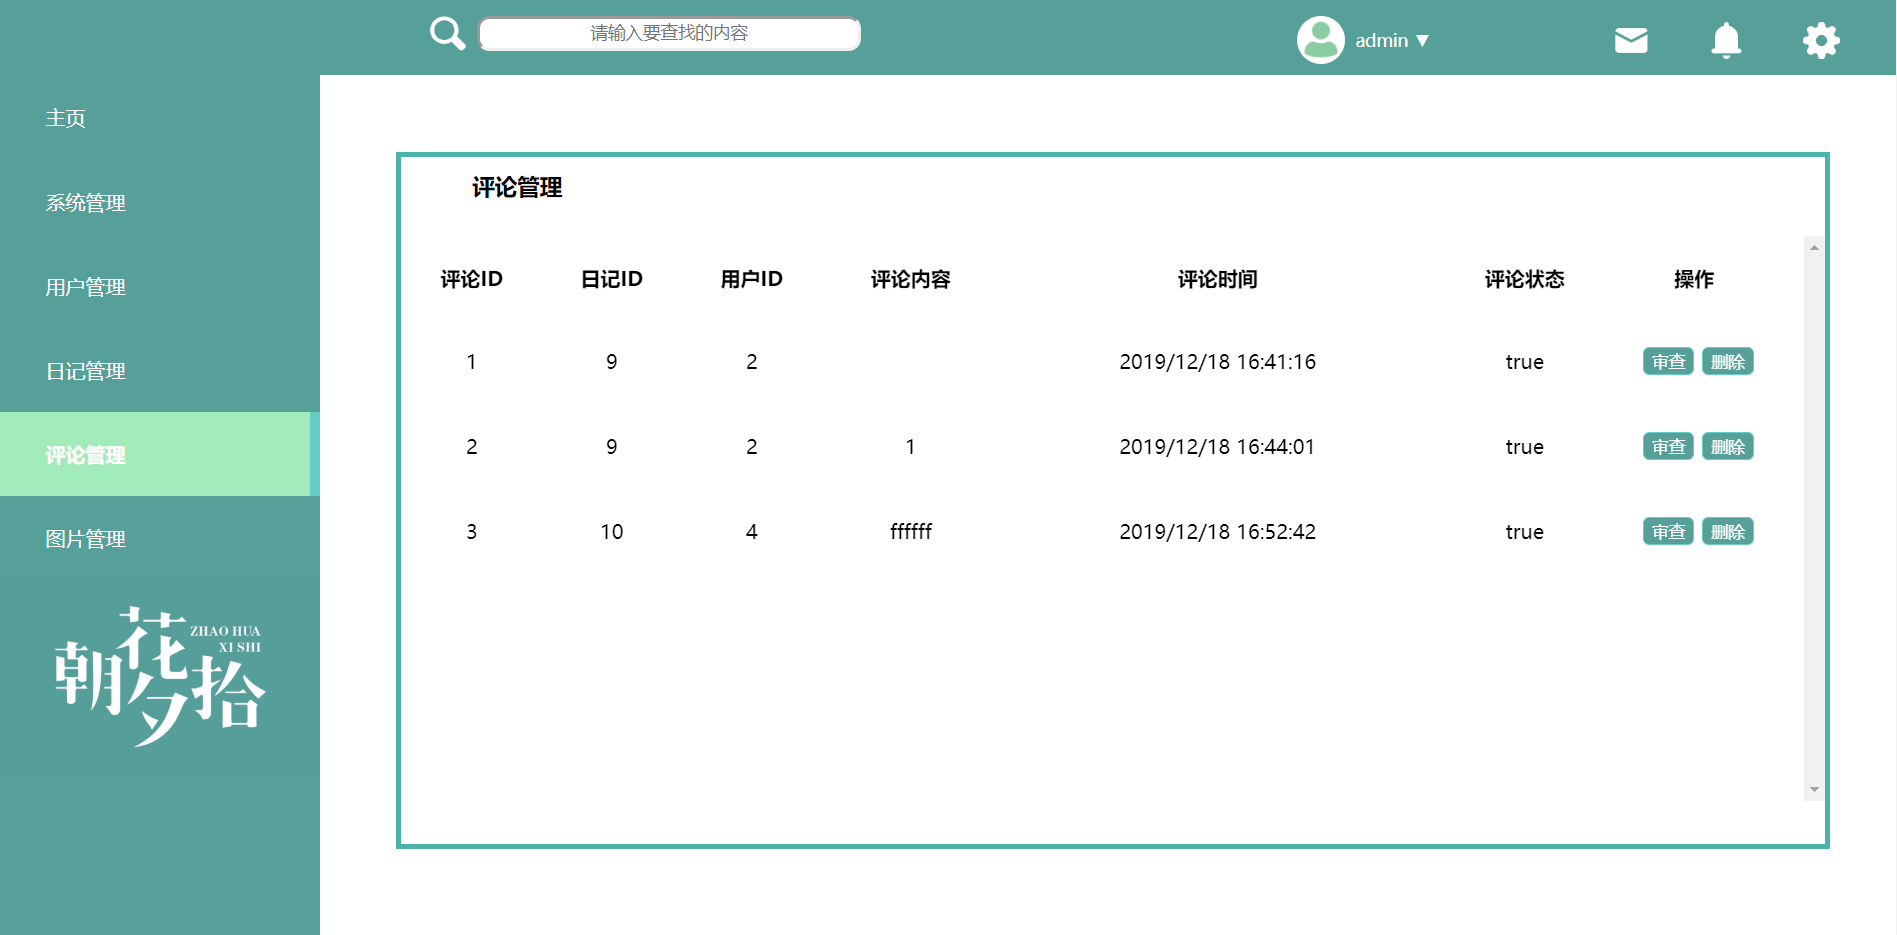 请输入要查找的内容
admin ▼
主页
系统管理
用户管理
日记管理
评论管理
图片管理
朝花夕拾
ZHAO HUA
XI SHI
评论管理
评论ID 日记ID 用户ID 评论内容 评论时间 评论状态 操作
1 9 2 2019/12/18 16:41:16 true 审查 删除
2 9 2 1 2019/12/18 16:44:01 true 审查 删除
3 10 4 ffffff 2019/12/18 16:52:42 true 审查 删除